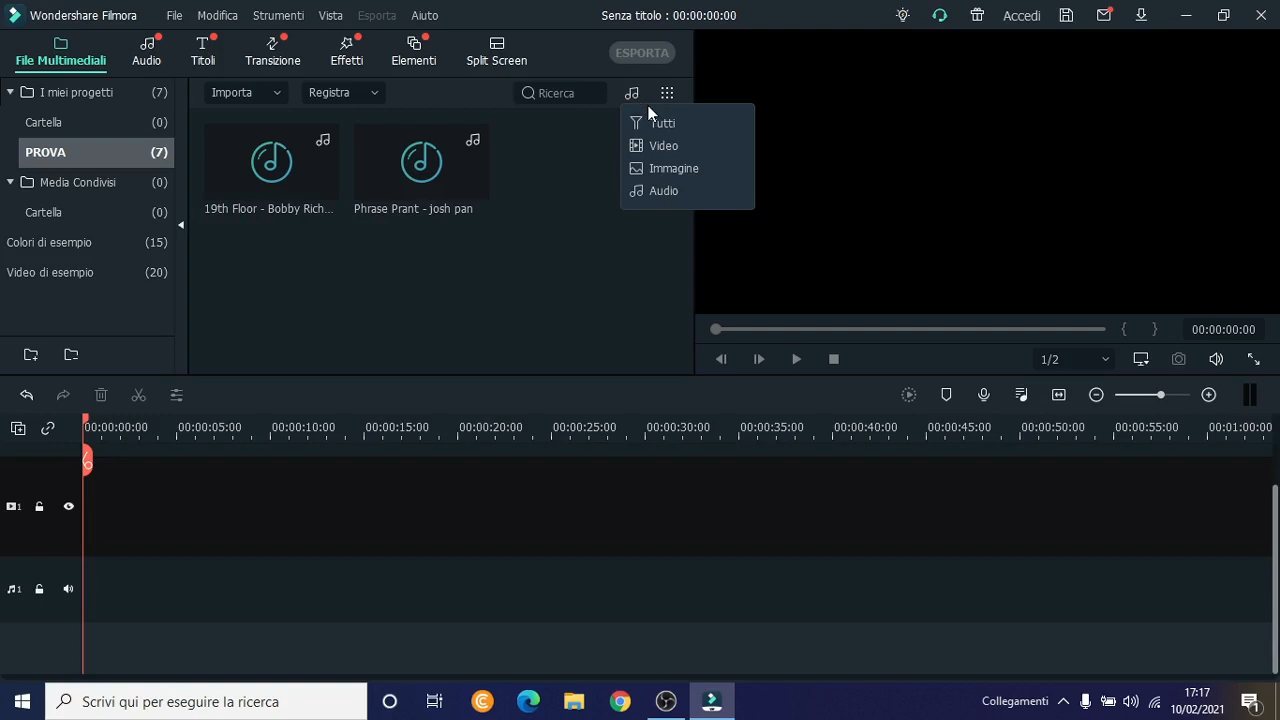 Wondershare Filmora
File
Modifica
Strumenti
Vista
Esporta
Aiuto
Senza titolo : 00:00:00:00
Accedi
File Multimediali
Audio
Titoli
Transizione
Effetti
Elementi
Split Screen
ESPORTA
I miei progetti (7)
Cartella (0)
PROVA (7)
Media Condivisi (0)
Cartella (0)
Colori di esempio (15)
Video di esempio (20)
Importa
Registra
Ricerca
Tutti
Video
Immagine
Audio
19th Floor - Bobby Rich...
Phrase Prant - josh pan
{ }
00:00:00:00
1/2
00:00:00:00
00:00:05:00
00:00:10:00
00:00:15:00
00:00:20:00
00:00:25:00
00:00:30:00
00:00:35:00
00:00:40:00
00:00:45:00
00:00:50:00
00:00:55:00
00:01:00:00
1
1
Scrivi qui per eseguire la ricerca
Collegamenti
17:17
10/02/2021
1